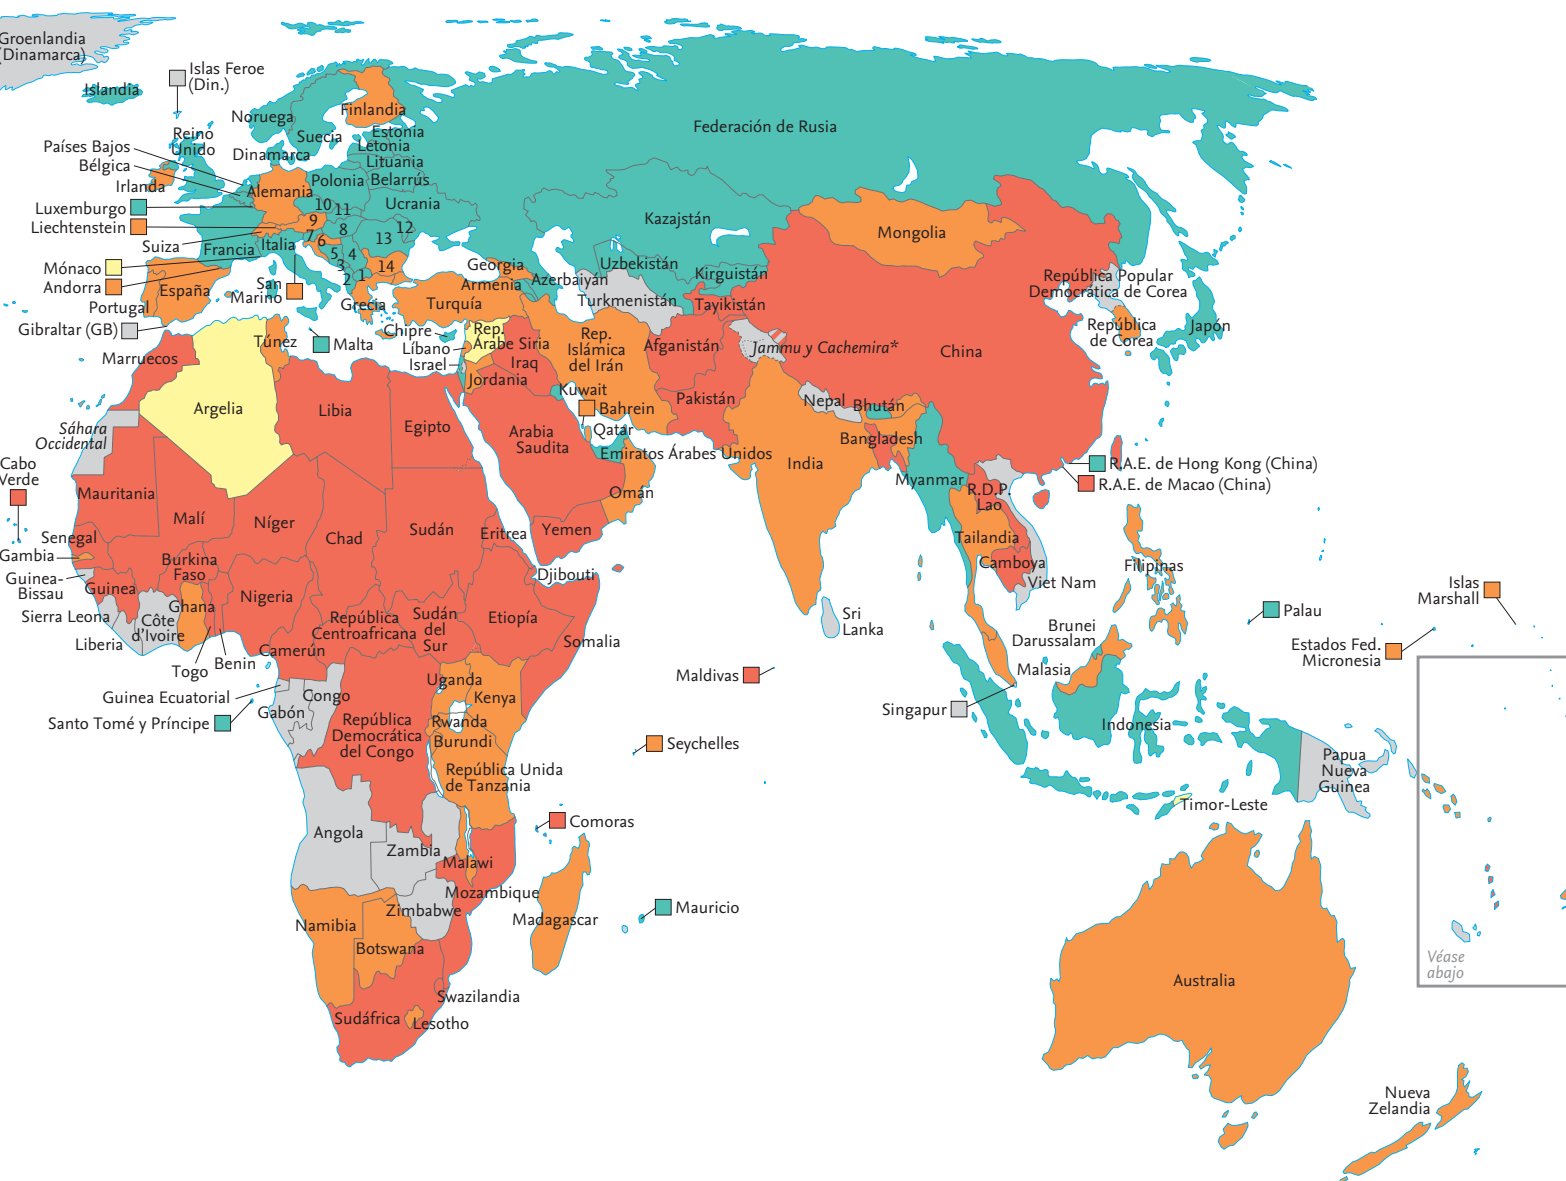 Groenlandia
(Dinamarca)
Islandia
Islas Feroe
(Din.)
Noruega
Suecia
Finlandia
Estonia
Letonia
Lituania
Reino
Unido
Dinamarca
Países Bajos
Bélgica
Irlanda
Luxemburgo
Liechtenstein
Suiza
Mónaco
Andorra
Portugal
Gibraltar (GB)
Alemania
Polonia
Belarrús
Ucrania
Francia
Italia
España
San
Marino
Grecia
Malta
10
11
9
7
6
8
13
12
5
4
3
2
1
14
Federación de Rusia
Kazajstán
Mongolia
Georgia
Armenia
Azerbaiyán
Uzbekistán
Kirguistán
Turkmenistán
Tayikistán
Turquía
Chipre
Líbano
Israel
Rep.
Árabe Siria
Iraq
Jordania
Rep.
Islámica
del Irán
Afganistán
Jammu y Cachemira*
China
República Popular
Democrática de Corea
República
de Corea
Japón
Kuwait
Bahrein
Qatar
Emiratos Árabes Unidos
Arabia
Saudita
Omán
Yemen
Pakistán
Nepal
Bhután
Bangladesh
India
Myanmar
R.D.P.
Lao
Tailandia
Camboya
Viet Nam
R.A.E. de Hong Kong (China)
R.A.E. de Macao (China)
Filipinas
Sri
Lanka
Maldivas
Brunei
Darussalam
Malasia
Singapur
Indonesia
Timor-Leste
Papua
Nueva
Guinea
Palau
Islas
Marshall
Estados Fed.
Micronesia
Australia
Nueva
Zelandia
Véase
abajo
Marruecos
Túnez
Argelia
Libia
Egipto
Sáhara
Occidental
Cabo
Verde
Mauritania
Malí
Níger
Chad
Sudán
Eritrea
Djibouti
Senegal
Gambia
Guinea-
Bissau
Guinea
Sierra Leona
Liberia
Côte
d'Ivoire
Burkina
Faso
Ghana
Togo
Benin
Nigeria
Camerún
República
Centroafricana
Sudán
del
Sur
Etiopía
Somalia
Guinea Ecuatorial
Santo Tomé y Príncipe
Gabón
Congo
República
Democrática
del Congo
Uganda
Kenya
Rwanda
Burundi
República Unida
de Tanzania
Seychelles
Comoras
Angola
Zambia
Malawi
Mozambique
Zimbabwe
Madagascar
Mauricio
Namibia
Botswana
Swazilandia
Sudáfrica
Lesotho